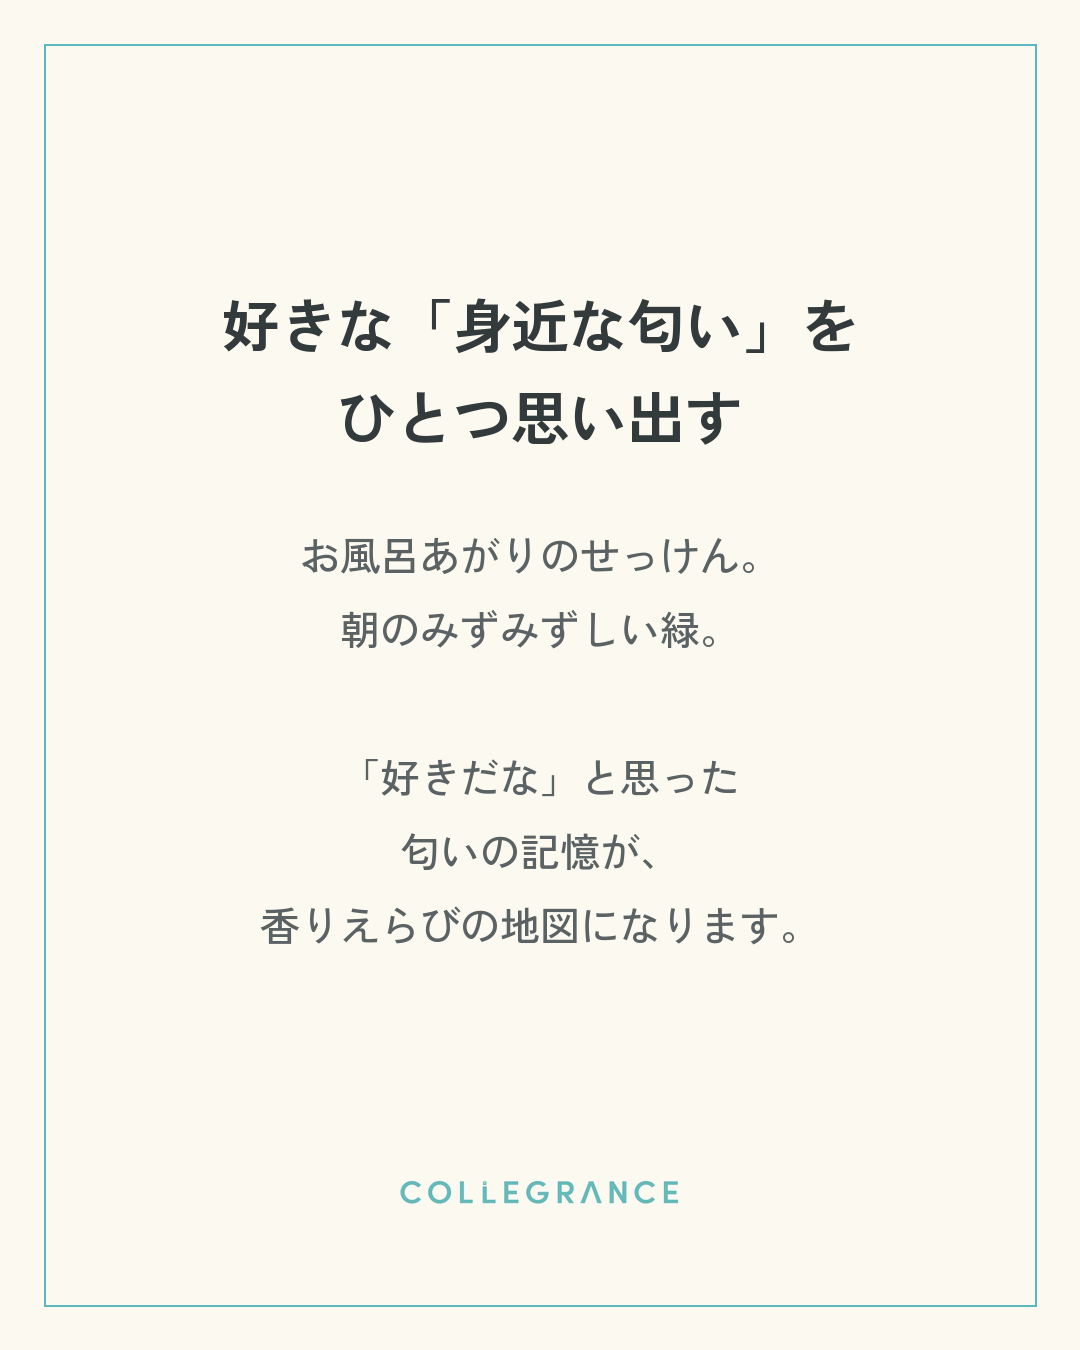 好きな「身近な匂い」を
ひとつ思い出す
お風呂あがりのせっけん。
朝のみずみずしい緑。
「好きだな」と思った
匂いの記憶が、
香りえらびの地図になります。
COLLEGRANCE